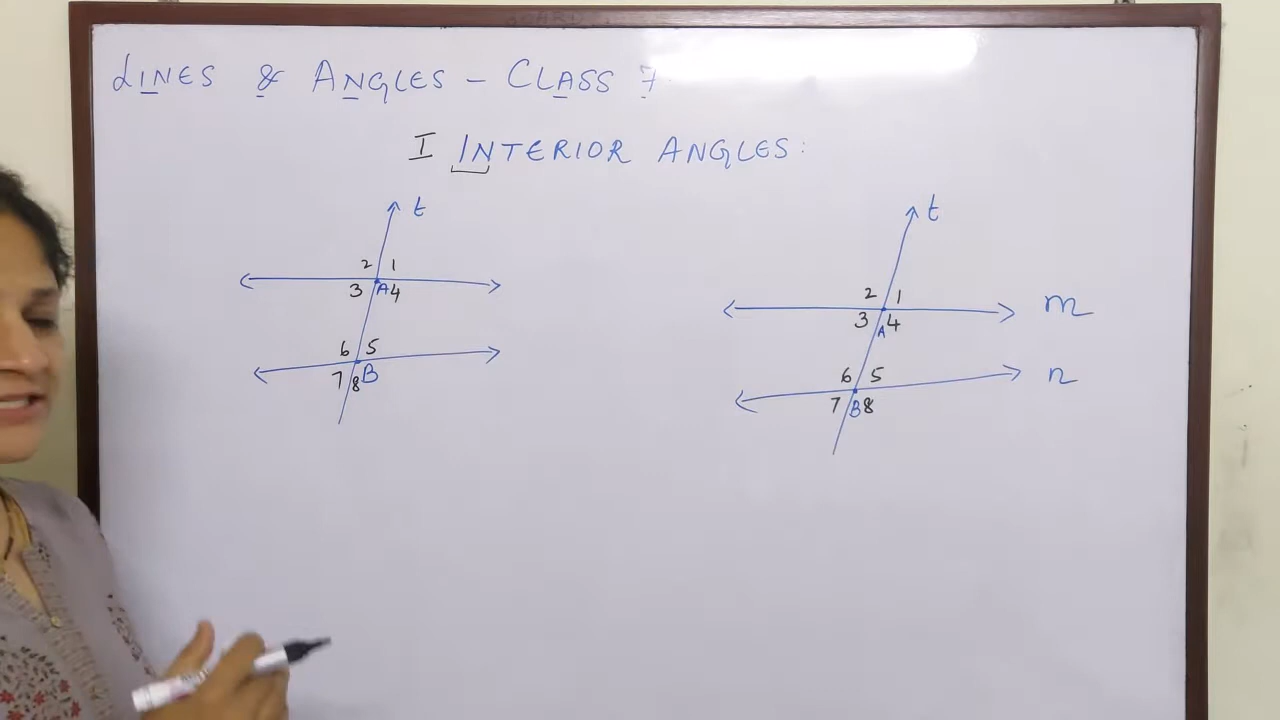 LINES & ANGLES - CLASS 7
I INTERIOR ANGLES:
t
2 1
3 A 4
6 5
7 8 B
t
2 1
m
3 4
A
6 5
n
7 B 8